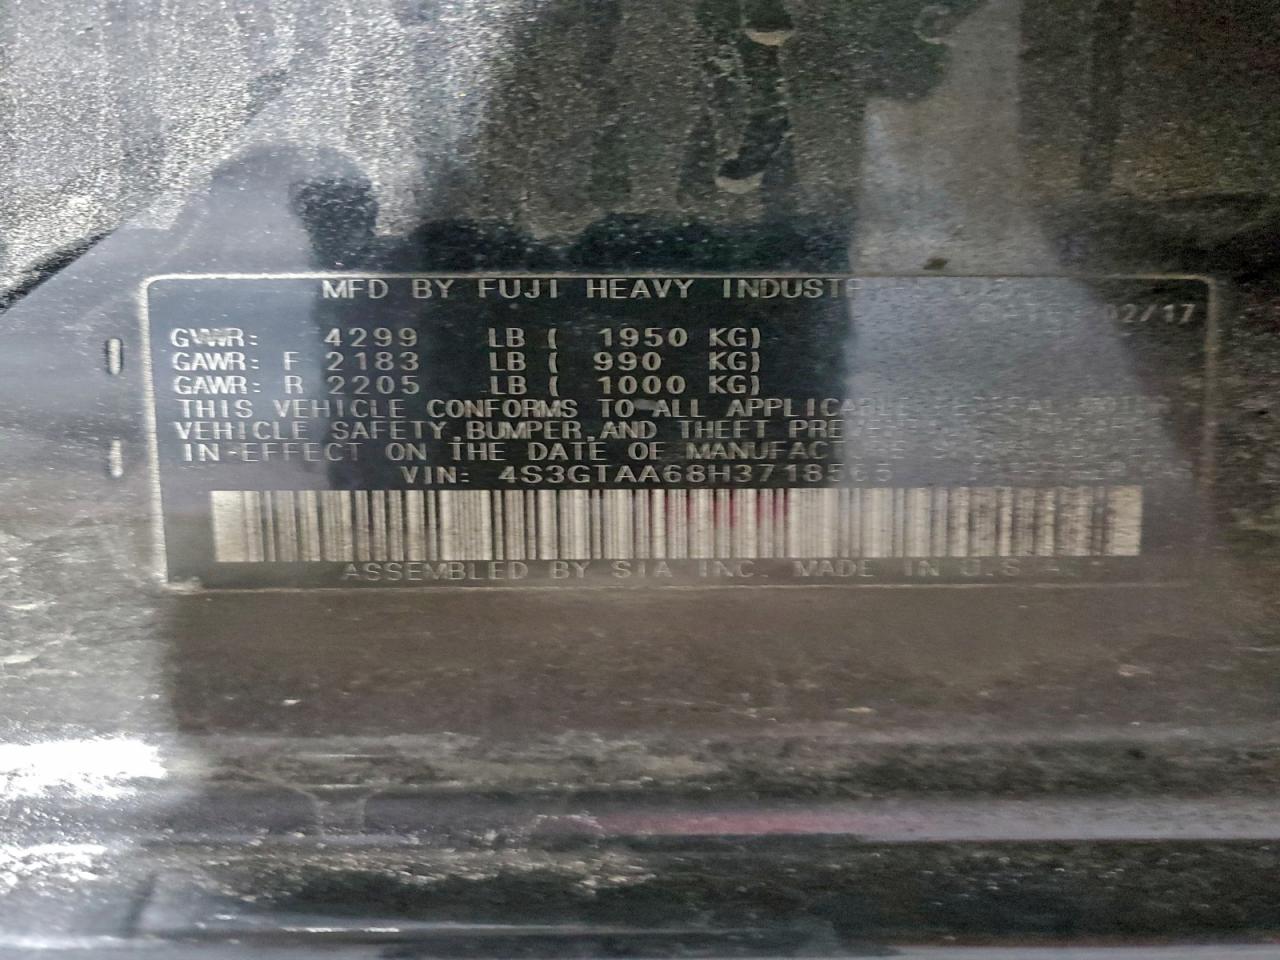 MFD BY FUJI HEAVY
02/17
GVWR: 4299 LB ( 1950 KG)
GAWR: F 2183 LB ( 990 KG)
GAWR: R 2205 LB ( 1000 KG)
THIS VEHICLE CONFORMS TO ALL
VEHICLE SAFETY,BUMPER,AND THEFT
IN-EFFECT ON THE DATE OF
VIN: 4S3GTAA68H3718565
ASSEMBLED BY SIA INC. MADE IN U.S.A.